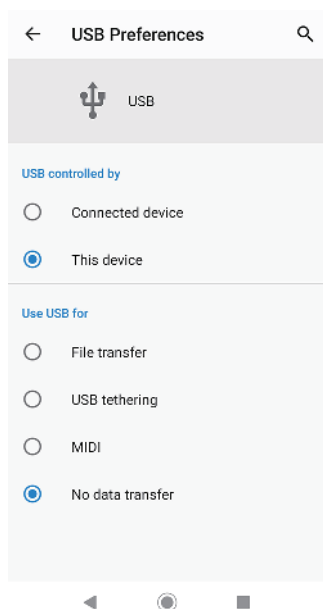 USB Preferences
USB
USB controlled by
Connected device
This device
Use USB for
File transfer
USB tethering
MIDI
No data transfer